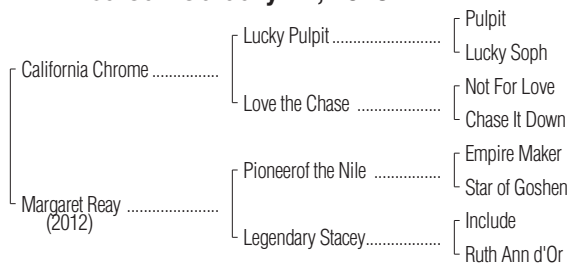 Pulpit
Lucky Pulpit
Lucky Soph
California Chrome
Not For Love
Love the Chase
Chase It Down
Empire Maker
Pioneerof the Nile
Star of Goshen
Margaret Reay
(2012)
Include
Legendary Stacey
Ruth Ann d'Or